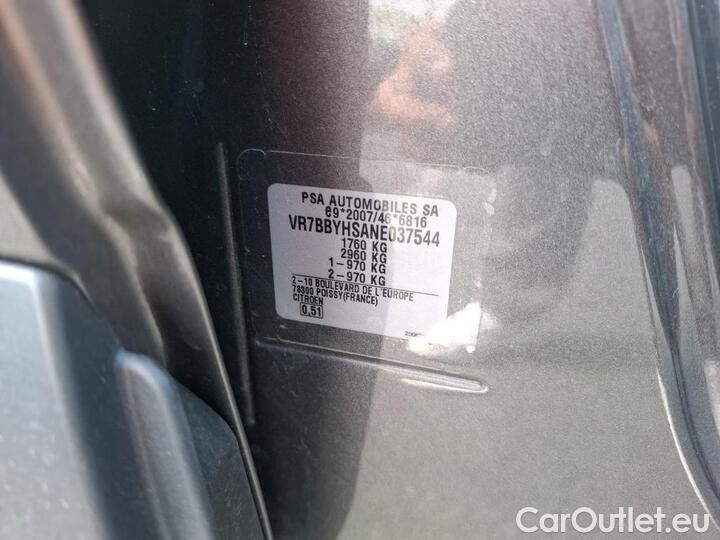 PSA AUTOMOBILES SA
e9*2007/46*6816
VR7BBYHSANE037544
1760 KG
2960 KG
1-970 KG
2-970 KG
2-10 BOULEVARD DE L'EUROPE
78300 POISSY(FRANCE)
CITROEN
0.51
CarOutlet.eu